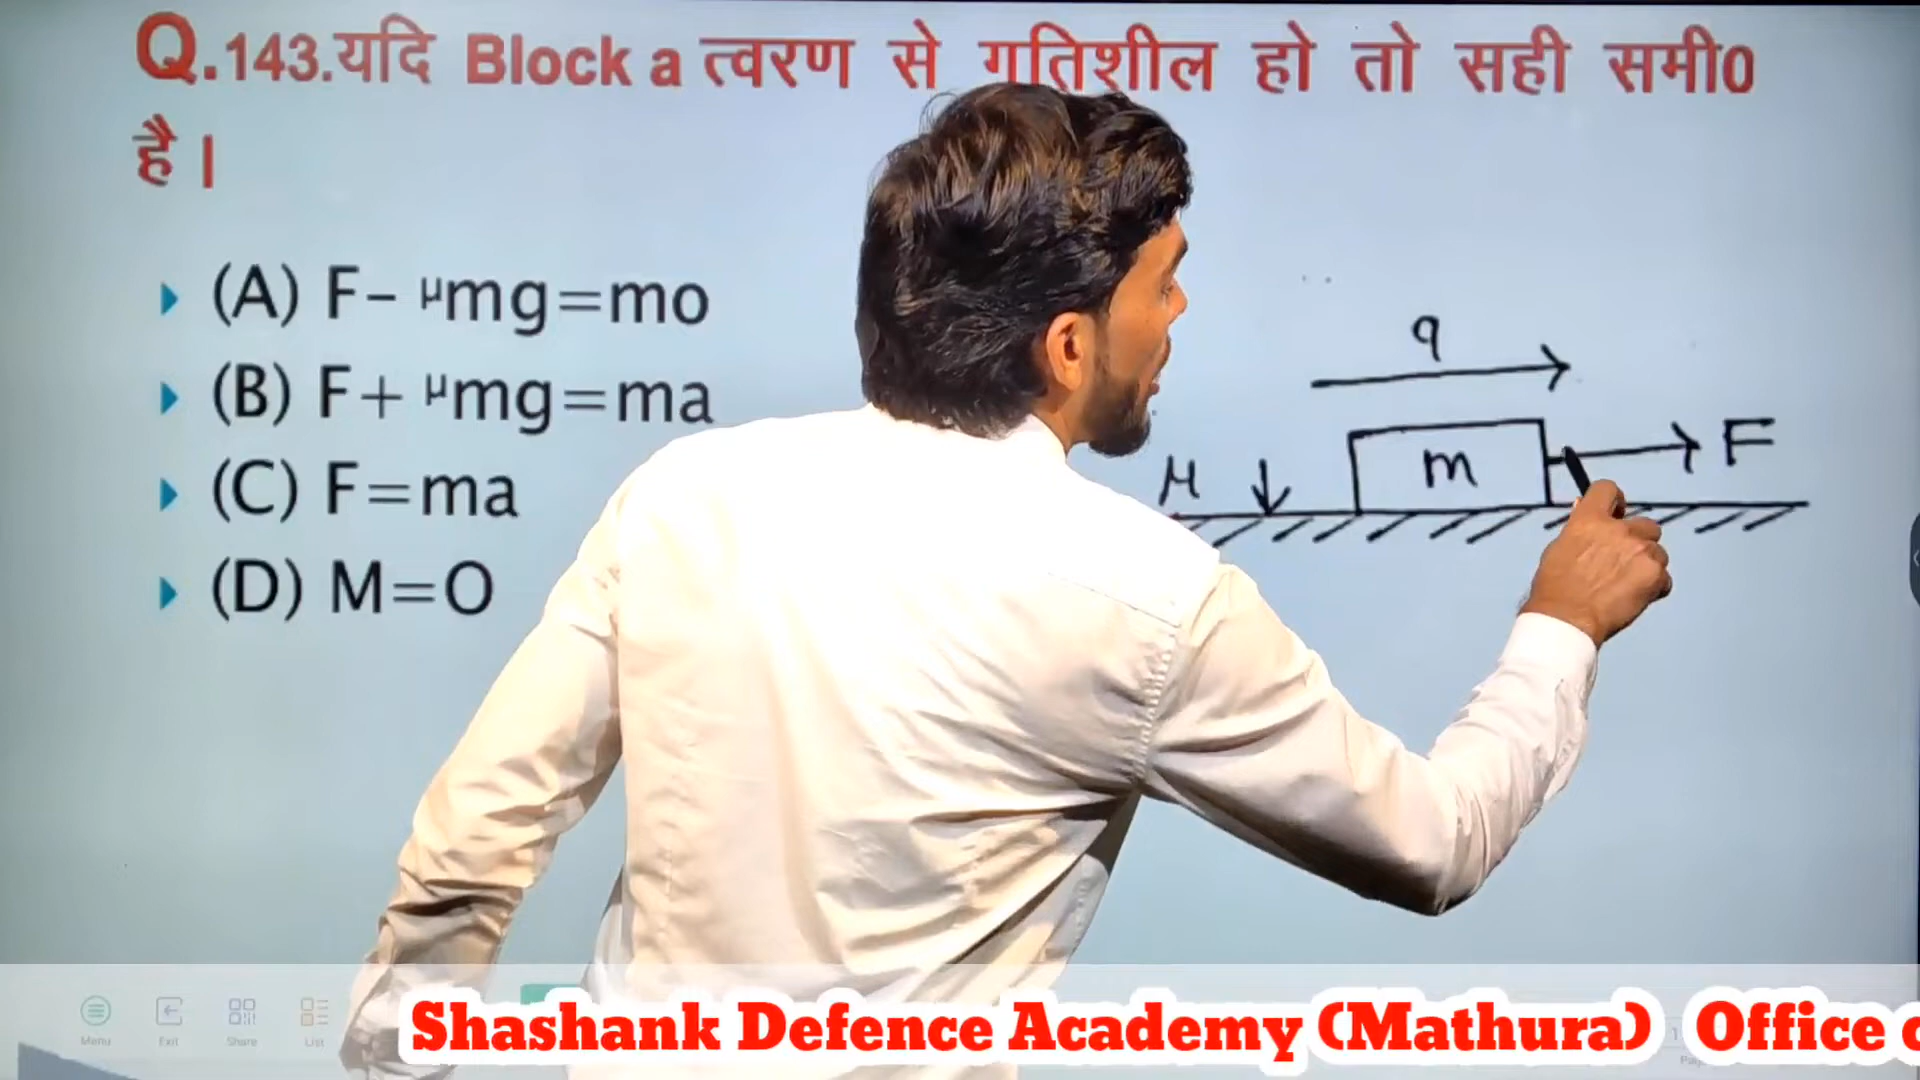 Q.143.यदि Block a त्वरण से गतिशील हो तो सही समी0
है।
(A) F- μmg=mo
(B) F+ μmg=ma
(C) F=ma
(D) M=O
a
m
F
μ
Menu
Exit
Share
List
Shashank Defence Academy (Mathura) Office